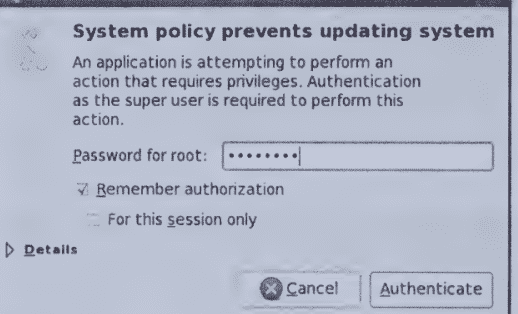 System policy prevents updating system
An application is attempting to perform an
action that requires privileges. Authentication
as the super user is required to perform this
action.
Password for root: ••••••••
Remember authorization
For this session only
Details
Cancel Authenticate